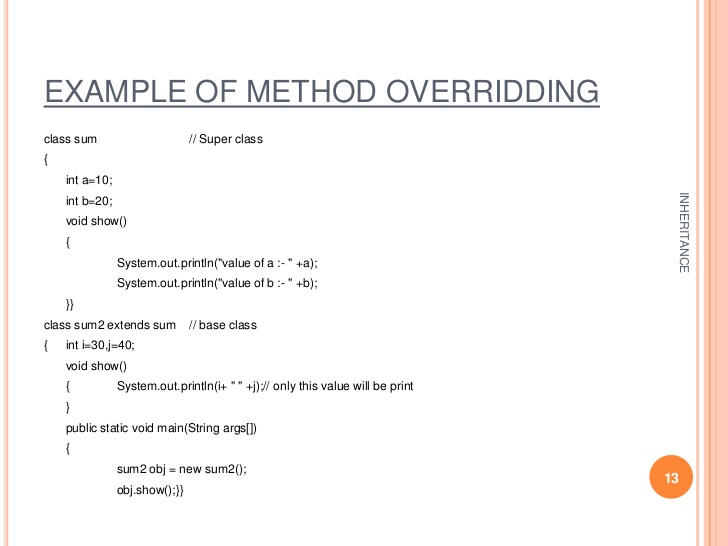 EXAMPLE OF METHOD OVERRIDDING
class sum // Super class
{
int a=10;
int b=20;
void show()
{
System.out.println("value of a :- " +a);
System.out.println("value of b :- " +b);
}}
class sum2 extends sum // base class
{ int i=30,j=40;
void show()
{ System.out.println(i+ " " +j);// only this value will be print
}
public static void main(String args[])
{
sum2 obj = new sum2();
obj.show();}}
INHERITANCE
13